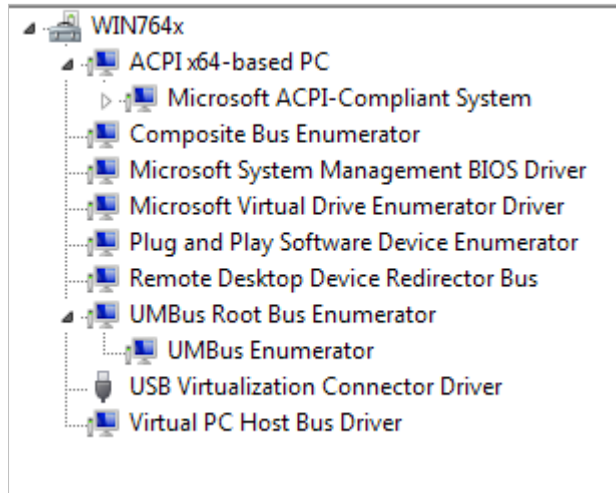 WIN764x
ACPI x64-based PC
Microsoft ACPI-Compliant System
Composite Bus Enumerator
Microsoft System Management BIOS Driver
Microsoft Virtual Drive Enumerator Driver
Plug and Play Software Device Enumerator
Remote Desktop Device Redirector Bus
UMBus Root Bus Enumerator
UMBus Enumerator
USB Virtualization Connector Driver
Virtual PC Host Bus Driver